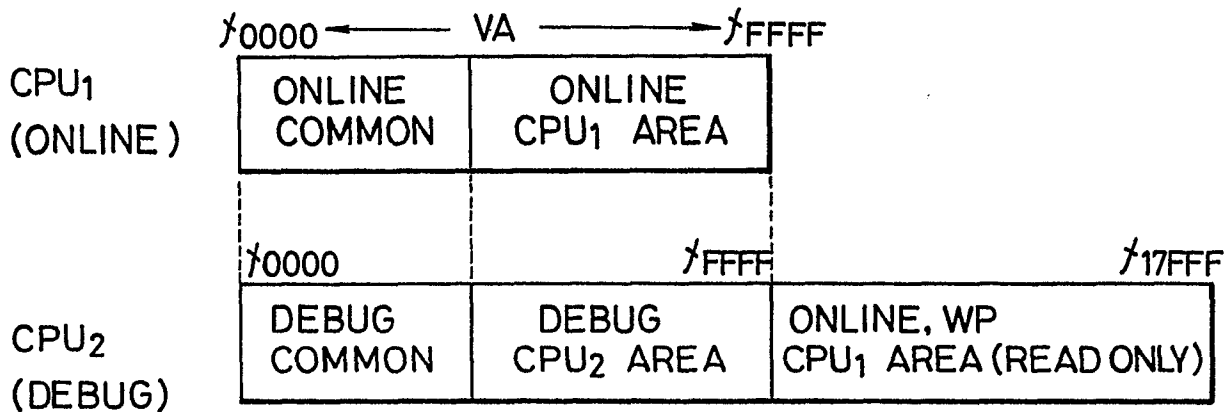 /0000 ← VA → /FFFF
CPU1
(ONLINE)
ONLINE
COMMON
ONLINE
CPU1 AREA
/0000
/FFFF
/17FFF
CPU2
(DEBUG)
DEBUG
COMMON
DEBUG
CPU2 AREA
ONLINE, WP
CPU1 AREA (READ ONLY)